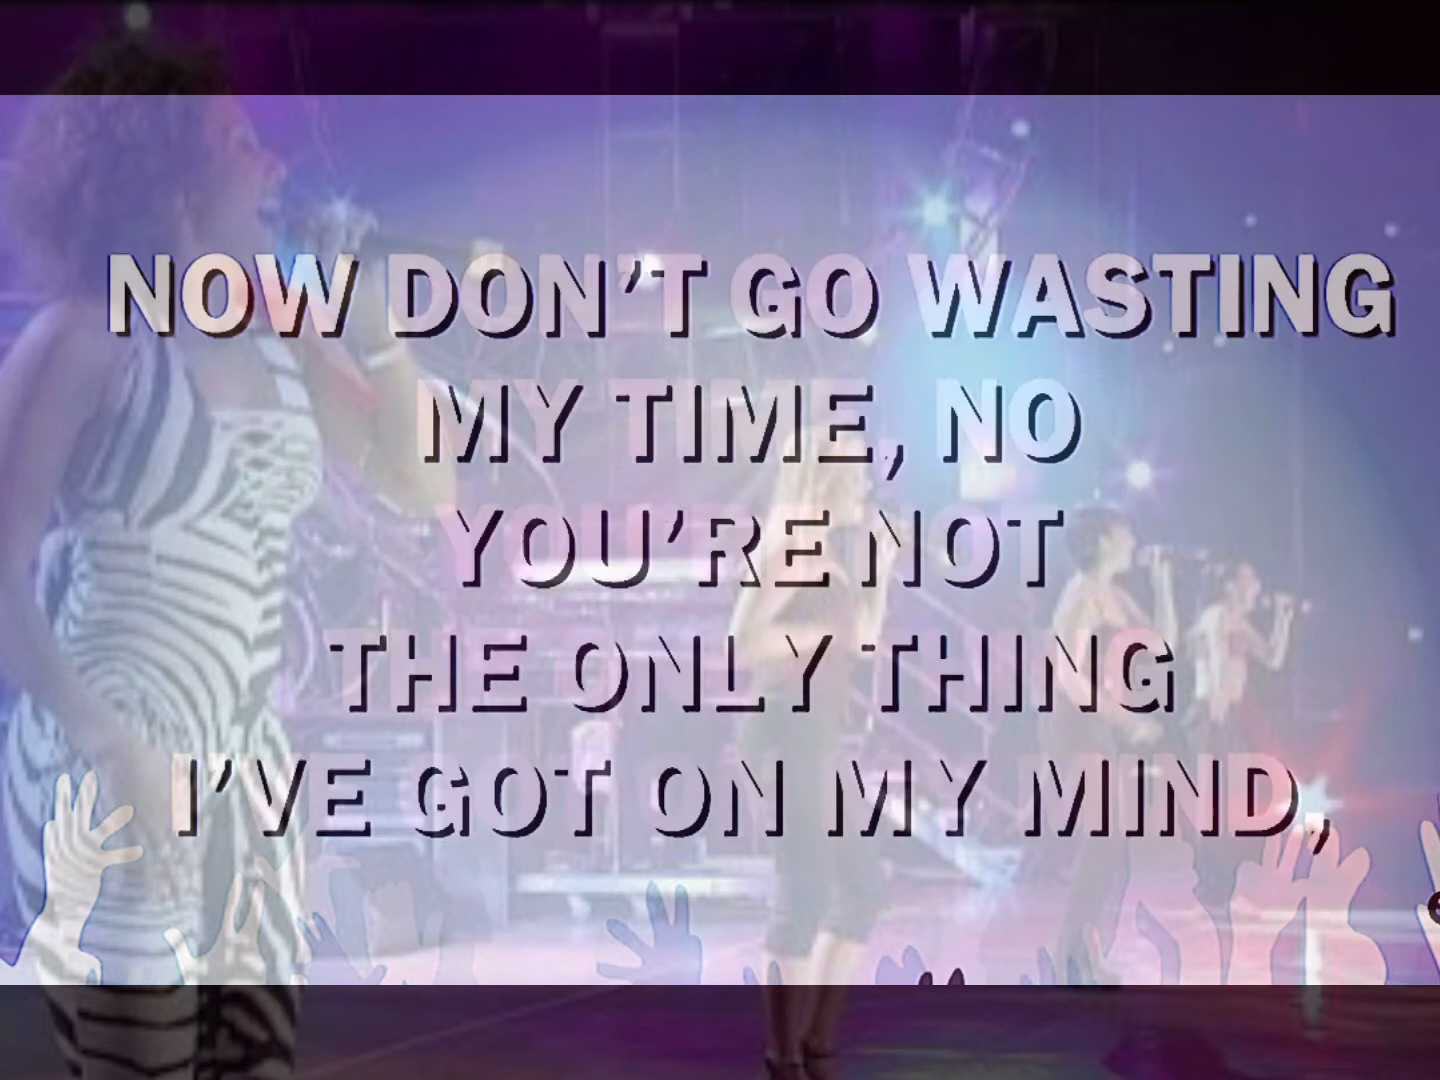 NOW DON'T GO WASTING
MY TIME, NO
YOU'RE NOT
THE ONLY THING
I'VE GOT ON MY MIND,